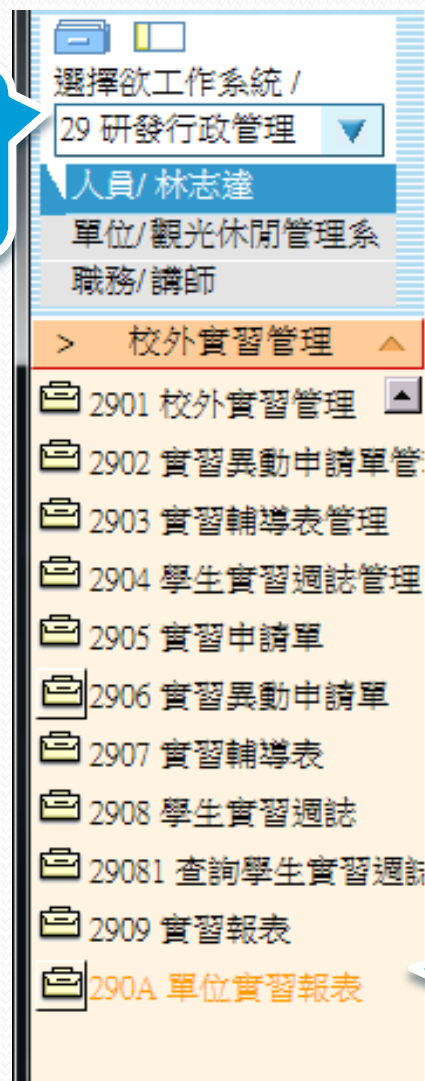 選擇欲工作系統 /
29 研發行政管理
人員/ 林志達
單位/ 觀光休閒管理系
職務/ 講師
> 校外實習管理
2901 校外實習管理
2902 實習異動申請單管
2903 實習輔導表管理
2904 學生實習週誌管理
2905 實習申請單
2906 實習異動申請單
2907 實習輔導表
2908 學生實習週誌
29081 查詢學生實習週誌
2909 實習報表
290A 單位實習報表